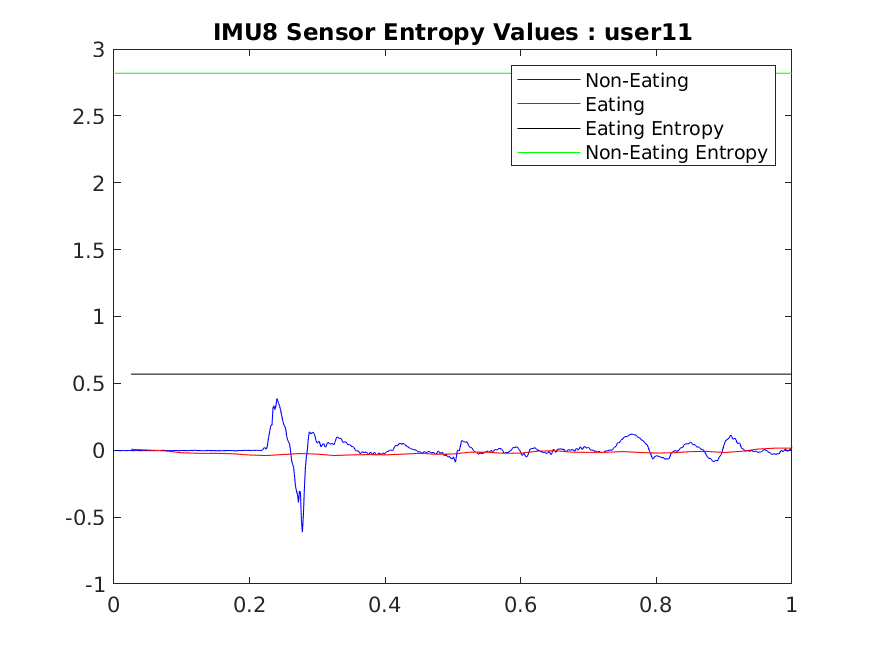 IMU8 Sensor Entropy Values : user11
3
2.5
2
1.5
1
0.5
0
-0.5
-1
Non-Eating
Eating
Eating Entropy
Non-Eating Entropy
0 0.2 0.4 0.6 0.8 1